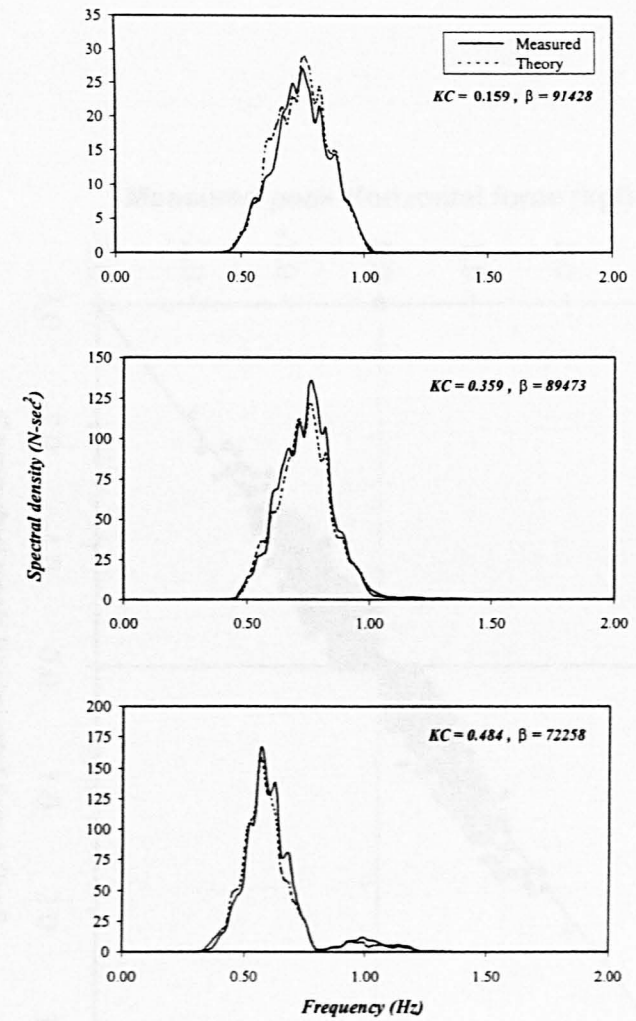 35
30
25
20
15
10
5
0
Measured
Theory
KC = 0.159 , β = 91428
0.00 0.50 1.00 1.50 2.00
Spectral density (N-sec²)
150
125
100
75
50
25
0
KC = 0.359 , β = 89473
0.00 0.50 1.00 1.50 2.00
200
175
150
125
100
75
50
25
0
KC = 0.484 , β = 72258
0.00 0.50 1.00 1.50 2.00
Frequency (Hz)